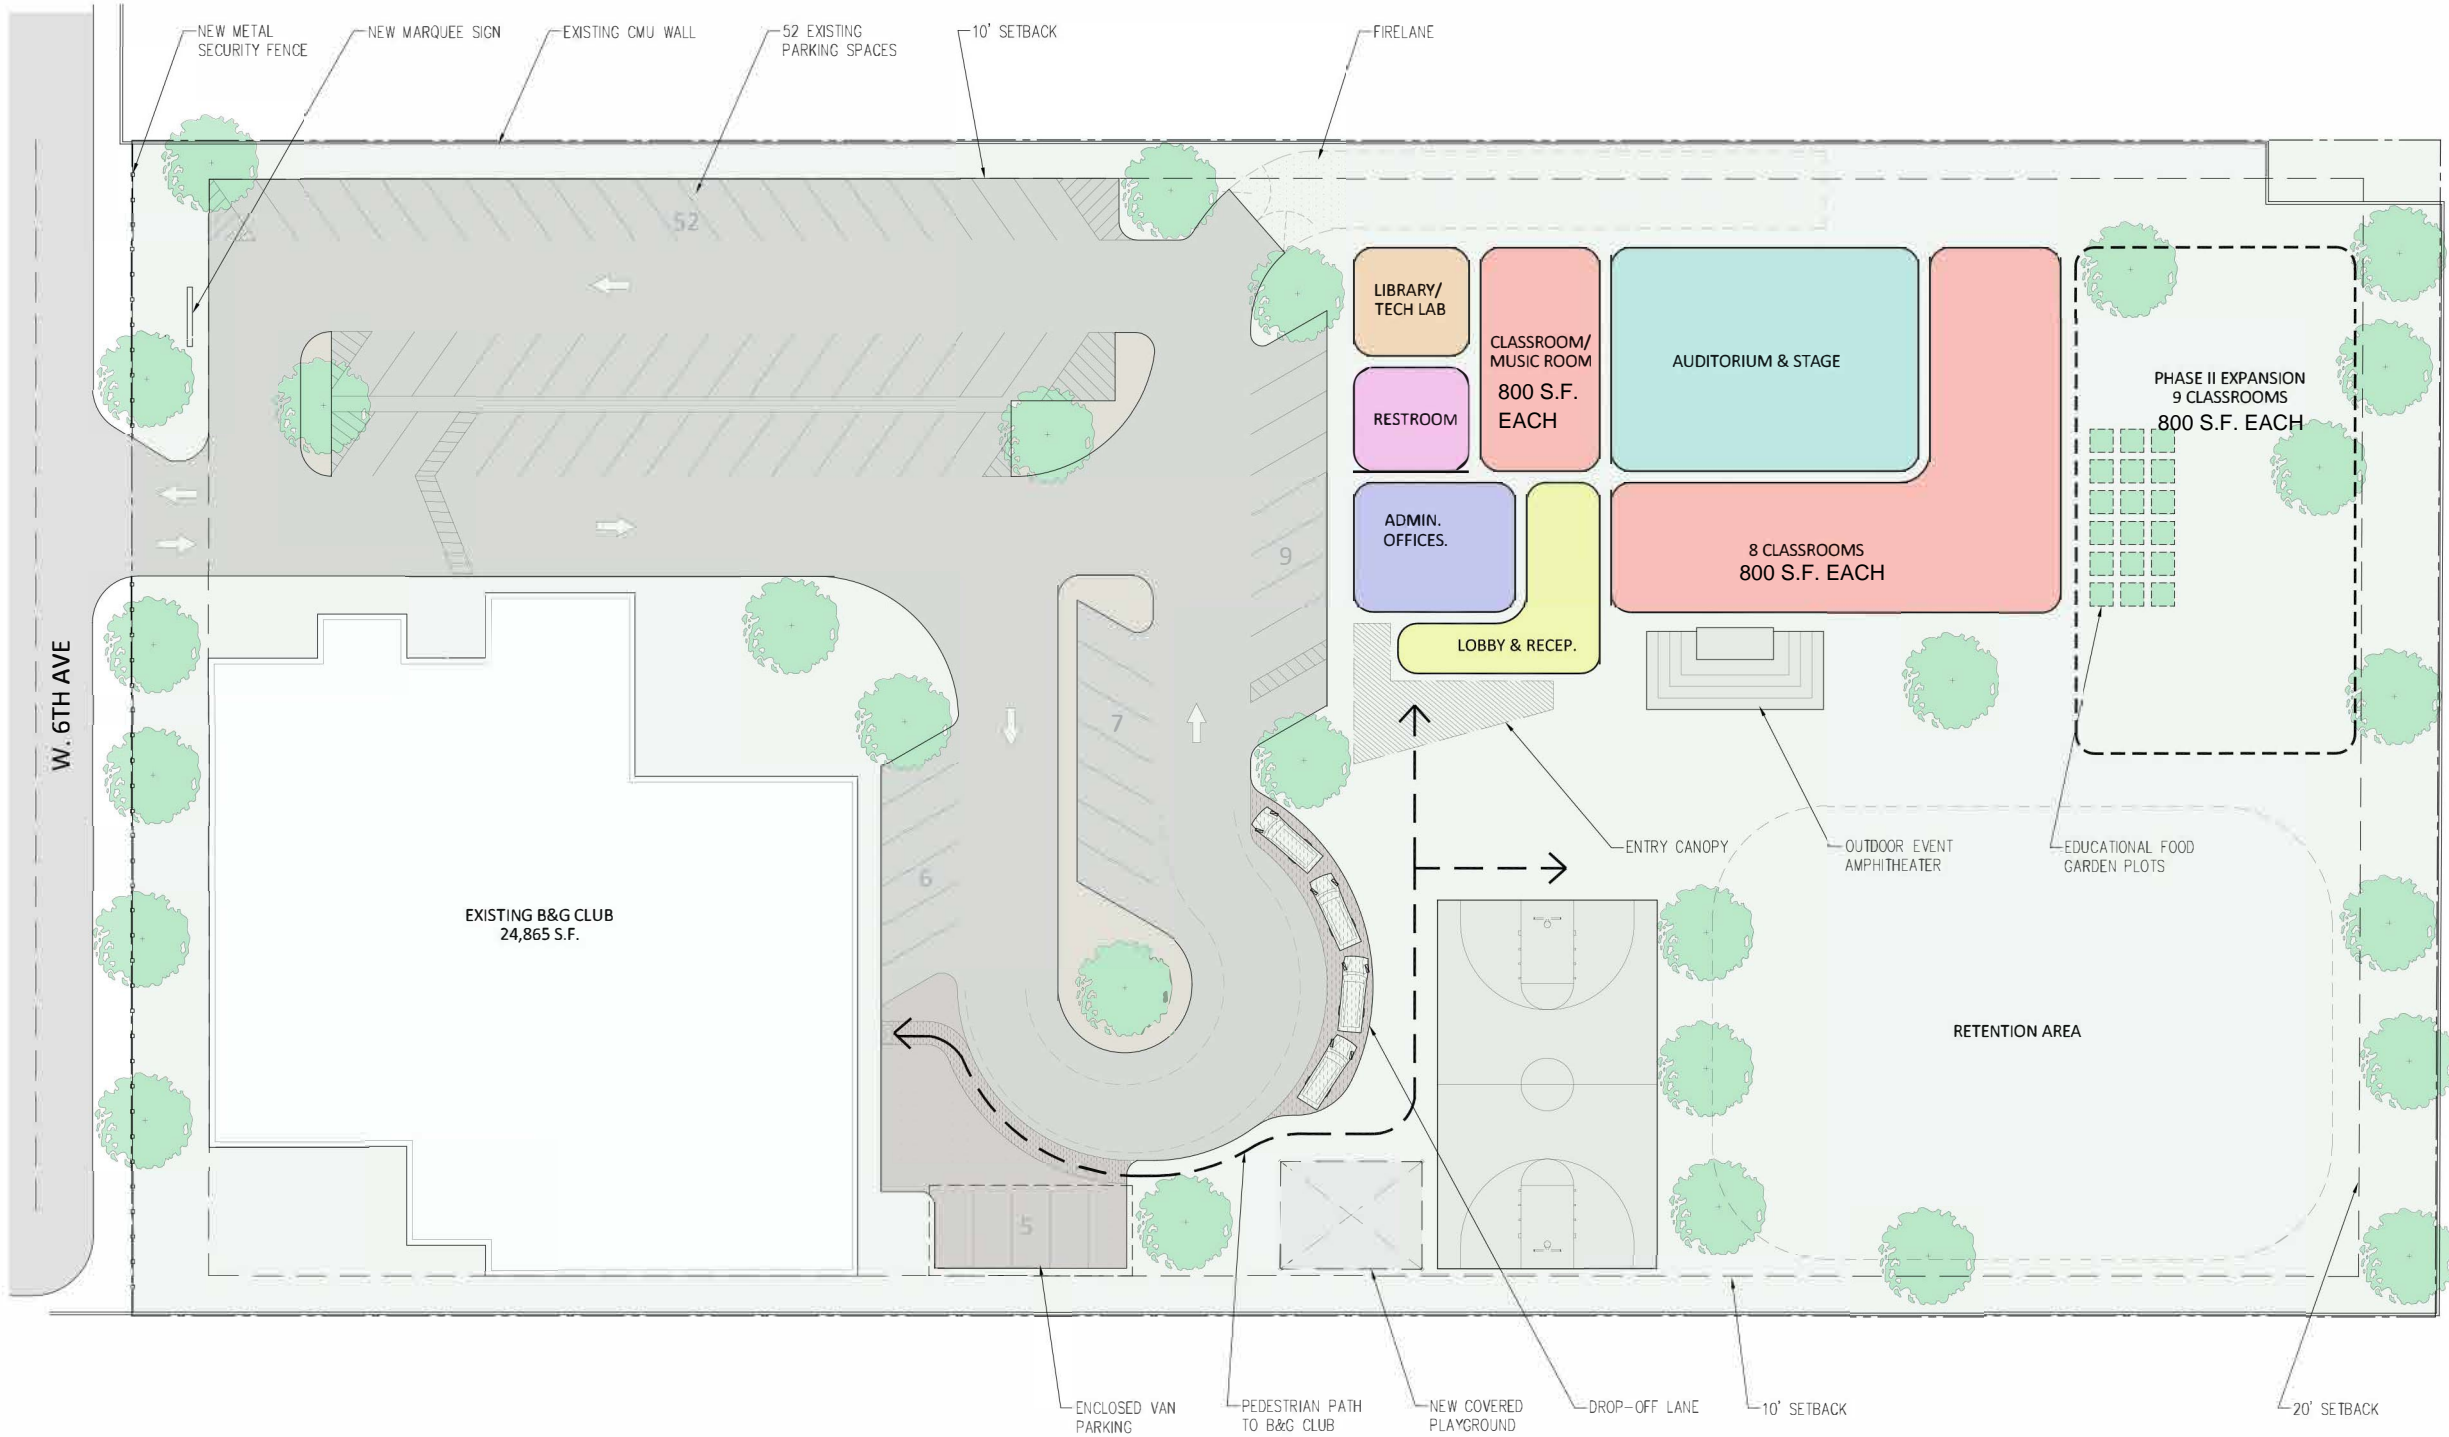 NEW METAL
SECURITY FENCE
NEW MARQUEE SIGN
EXISTING CMU WALL
52 EXISTING
PARKING SPACES
10' SETBACK
FIRELANE
52
LIBRARY/
TECH LAB
CLASSROOM/
MUSIC ROOM
800 S.F.
EACH
AUDITORIUM & STAGE
PHASE II EXPANSION
9 CLASSROOMS
800 S.F. EACH
RESTROOM
ADMIN.
OFFICES.
9
8 CLASSROOMS
800 S.F. EACH
LOBBY & RECEP.
W. 6TH AVE
7
6
ENTRY CANOPY
OUTDOOR EVENT
AMPHITHEATER
EDUCATIONAL FOOD
GARDEN PLOTS
EXISTING B&G CLUB
24,865 S.F.
RETENTION AREA
5
ENCLOSED VAN
PARKING
PEDESTRIAN PATH
TO B&G CLUB
NEW COVERED
PLAYGROUND
DROP-OFF LANE
10' SETBACK
20' SETBACK